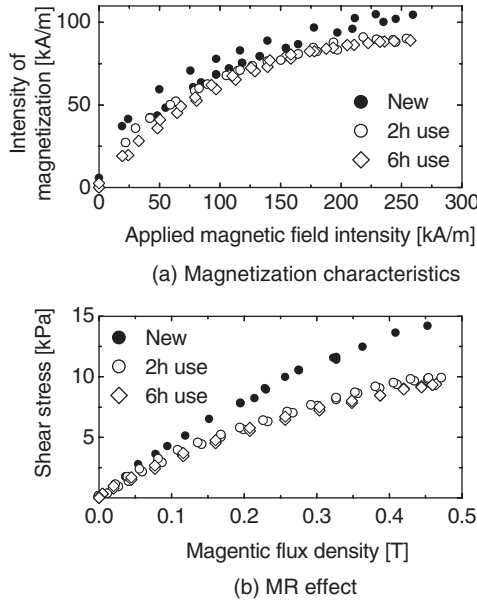 Intensity of
magnetization [kA/m]
100
50
0
New
2h use
6h use
0 50 100 150 200 250 300
Applied magnetic field intensity [kA/m]
(a) Magnetization characteristics
Shear stress [kPa]
15
10
5
0
New
2h use
6h use
0.0 0.1 0.2 0.3 0.4 0.5
Magentic flux density [T]
(b) MR effect